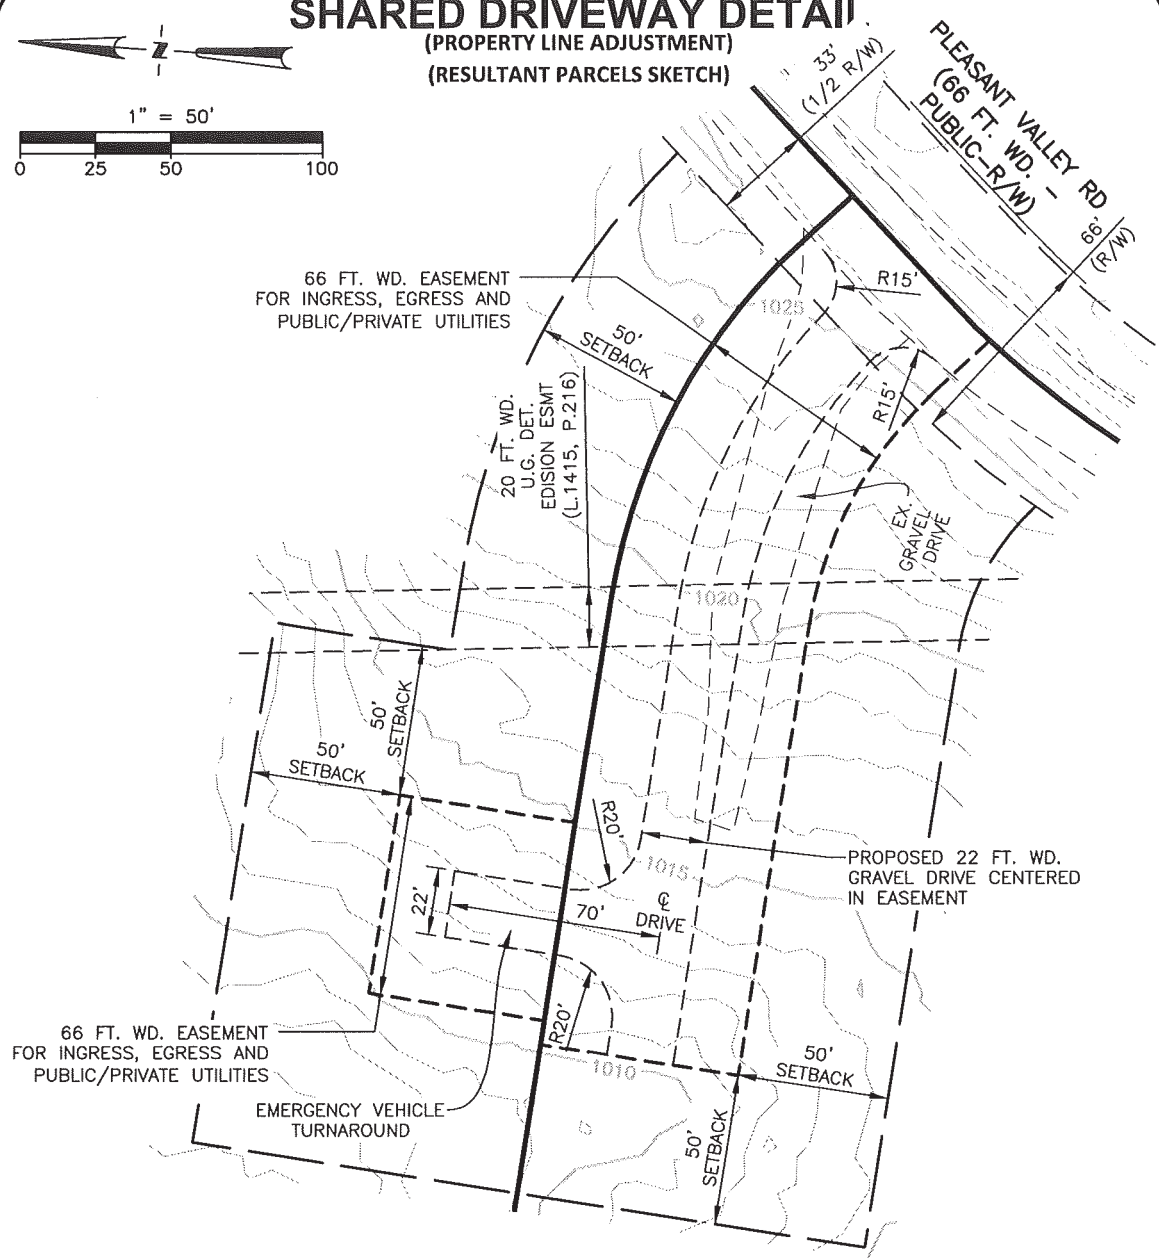 SHARED DRIVEWAY DETAIL
(PROPERTY LINE ADJUSTMENT)
(RESULTANT PARCELS SKETCH)
N
1" = 50'
0 25 50 100
33'
(1/2 R/W)
PLEASANT VALLEY RD
(66 FT. WD. –
PUBLIC–R/W)
66'
(R/W)
66 FT. WD. EASEMENT
FOR INGRESS, EGRESS AND
PUBLIC/PRIVATE UTILITIES
R15'
1025
50'
SETBACK
R15'
20 FT. WD.
U.G. DET.
EDISION ESMT
(L.1415, P.216)
EX.
GRAVEL
DRIVE
1020
50'
SETBACK
50'
SETBACK
R20'
1015
PROPOSED 22 FT. WD.
GRAVEL DRIVE CENTERED
IN EASEMENT
22'
70'
℄
DRIVE
R20'
66 FT. WD. EASEMENT
FOR INGRESS, EGRESS AND
PUBLIC/PRIVATE UTILITIES
1010
50'
SETBACK
EMERGENCY VEHICLE
TURNAROUND
50'
SETBACK